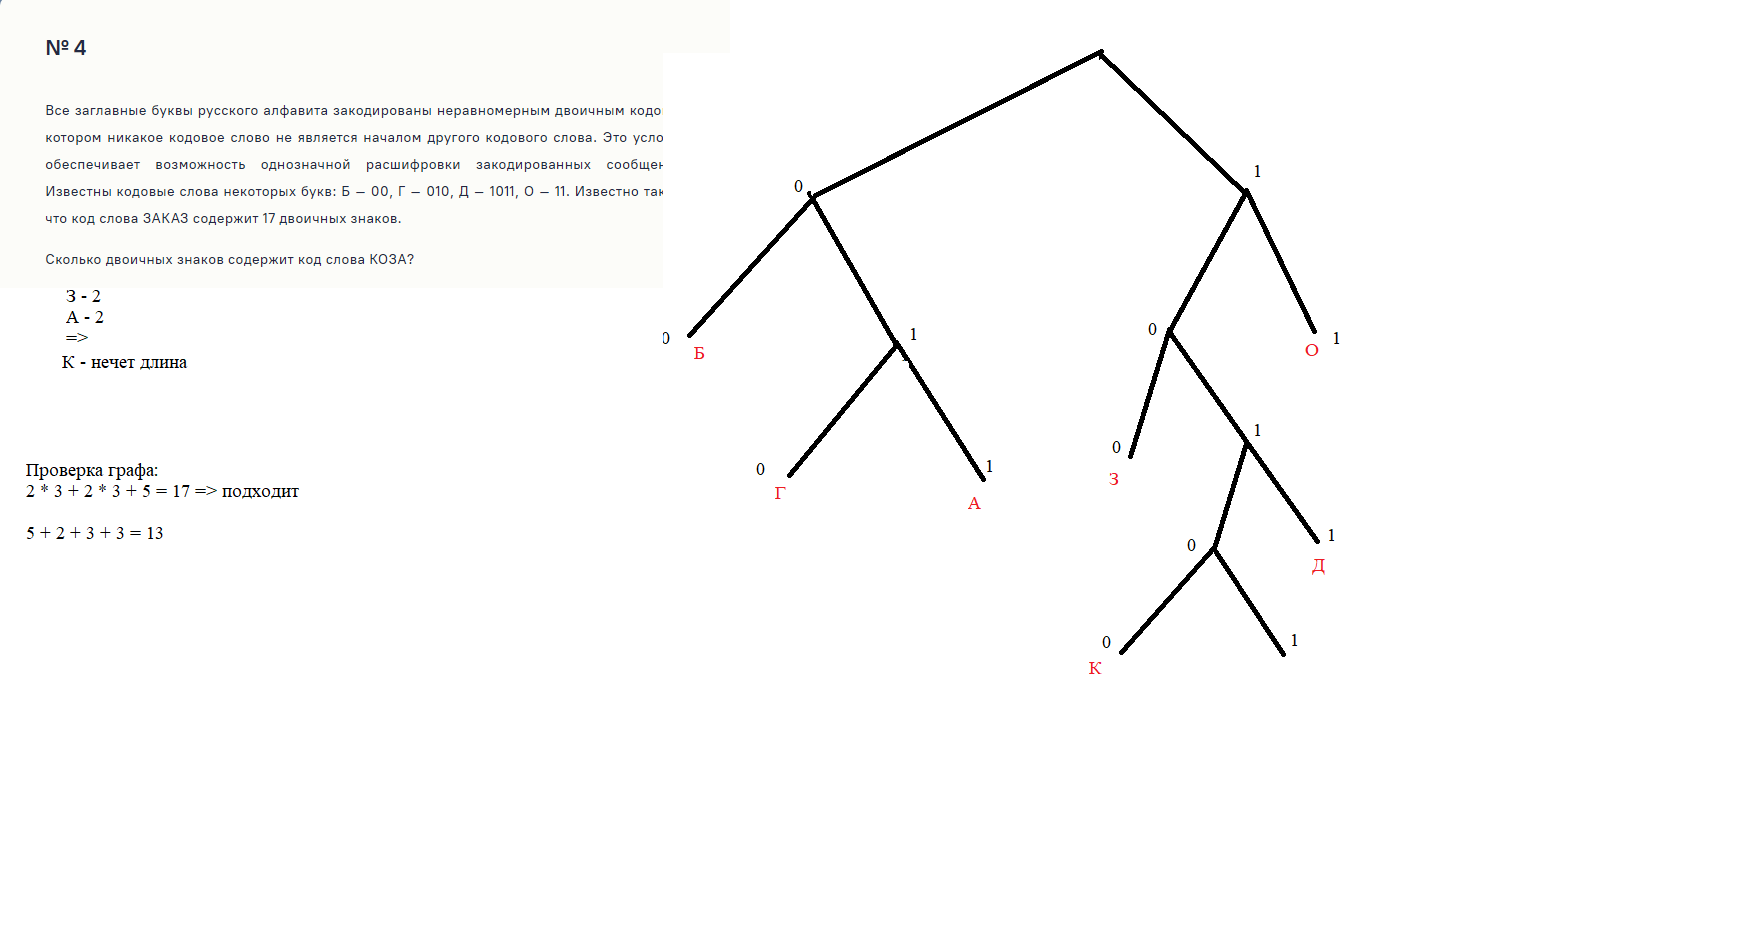 № 4
Все заглавные буквы русского алфавита закодированы неравномерным двоичным кодо
котором никакое кодовое слово не является началом другого кодового слова. Это усло
обеспечивает возможность однозначной расшифровки закодированных сообщен
Известны кодовые слова некоторых букв: Б – 00, Г – 010, Д – 1011, О – 11. Известно так
что код слова ЗАКАЗ содержит 17 двоичных знаков.
Сколько двоичных знаков содержит код слова КОЗА?
З - 2
А - 2
=>
К - нечет длина
Проверка графа:
2 * 3 + 2 * 3 + 5 = 17 => подходит
5 + 2 + 3 + 3 = 13
0
1
0
Б
1
0
О
1
0
Г
1
А
0
З
1
0
1
Д
0
К
1